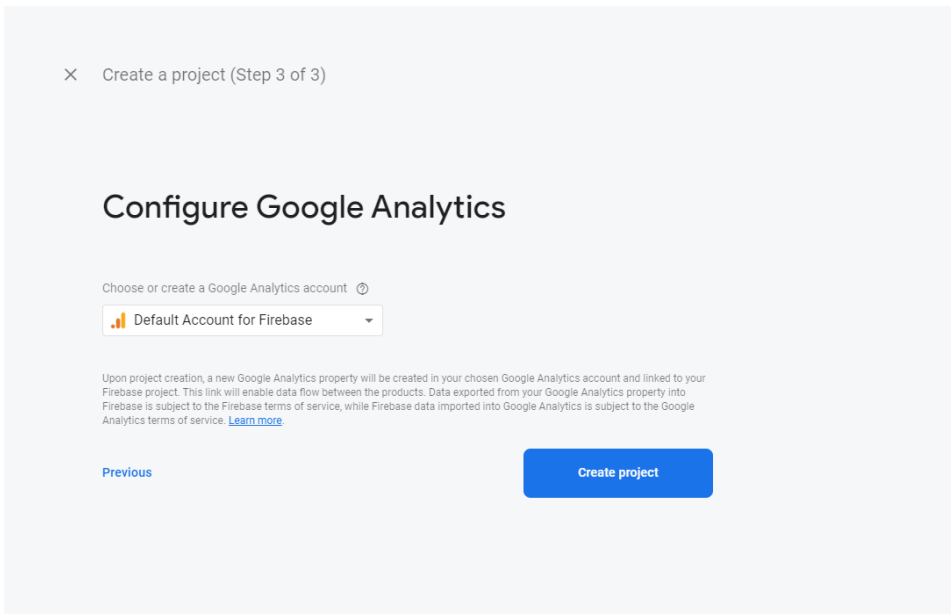 Create a project (Step 3 of 3)
Configure Google Analytics
Choose or create a Google Analytics account
Default Account for Firebase
Upon project creation, a new Google Analytics property will be created in your chosen Google Analytics account and linked to your
Firebase project. This link will enable data flow between the products. Data exported from your Google Analytics property into
Firebase is subject to the Firebase terms of service, while Firebase data imported into Google Analytics is subject to the Google
Analytics terms of service. Learn more.
Previous
Create project